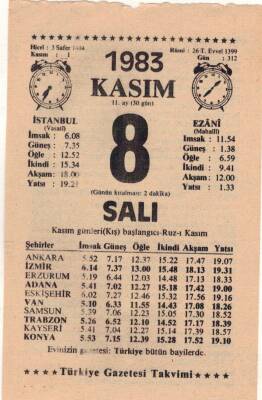 Hicrî : 3 Safer 1404
Kasım : 1
Rûmî : 26 T. Evvel 1399
Gün : 312
1983
KASIM
11. ay (30 gün)
İSTANBUL
(Vasatî)
İmsak : 6.08
Güneş : 7.35
Öğle : 12.52
İkindi : 15.34
Akşam : 18.00
Yatsı : 19.21
8
EZANÎ
(Mahallî)
İmsak : 11.54
Güneş : 1.38
Öğle : 6.59
İkindi : 9.41
Akşam : 12.00
Yatsı : 1.33
(Günün kısalması: 2 dakika)
SALI
Kasım günleri(Kış) başlangıcı-Ruz-ı Kasım
Şehirler İmsak Güneş Öğle İkindi Akşam Yatsı
ANKARA 5.52 7.17 12.37 15.22 17.47 19.07
İZMİR 6.14 7.37 13.00 15.48 18.13 19.31
ERZURUM 5.19 6.44 12.03 14.48 17.13 18.33
ADANA 5.41 7.02 12.27 15.18 17.42 19.00
ESKİŞEHİR 6.02 7.27 12.46 15.32 17.56 19.16
VAN 5.10 6.33 11.55 14.43 17.08 18.26
SAMSUN 5.39 7.06 12.23 15.05 17.30 18.51
TRABZON 5.26 6.52 12.10 14.52 17.17 18.39
KAYSERİ 5.41 7.04 12.27 15.14 17.39 18.57
KONYA 5.53 7.15 12.39 15.28 17.52 19.10
Evinizin gazetesi: Türkiye bütün bayilerde.
★★★★Türkiye Gazetesi Takvimi★★★★